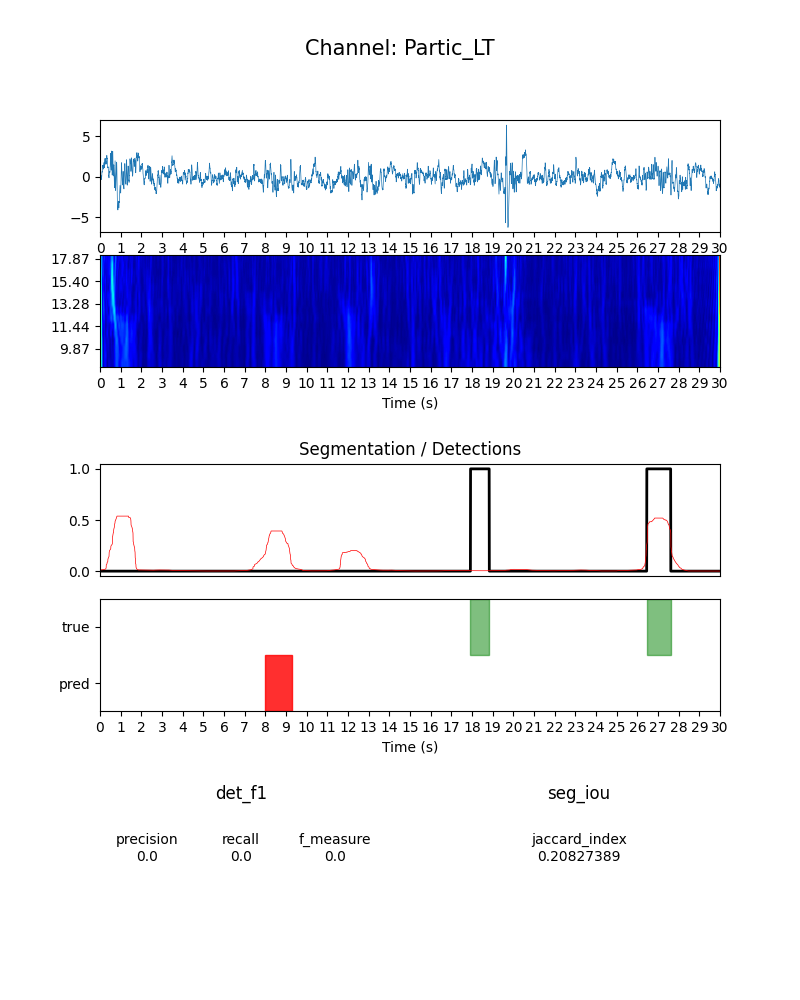 Channel: Partic_LT
5
0
−5
0 1 2 3 4 5 6 7 8 9 10 11 12 13 14 15 16 17 18 19 20 21 22 23 24 25 26 27 28 29 30
17.87
15.40
13.28
11.44
9.87
0 1 2 3 4 5 6 7 8 9 10 11 12 13 14 15 16 17 18 19 20 21 22 23 24 25 26 27 28 29 30
Time (s)
Segmentation / Detections
1.0
0.5
0.0
true
pred
0 1 2 3 4 5 6 7 8 9 10 11 12 13 14 15 16 17 18 19 20 21 22 23 24 25 26 27 28 29 30
Time (s)
det_f1 seg_iou
precision recall f_measure jaccard_index
0.0 0.0 0.0 0.20827389